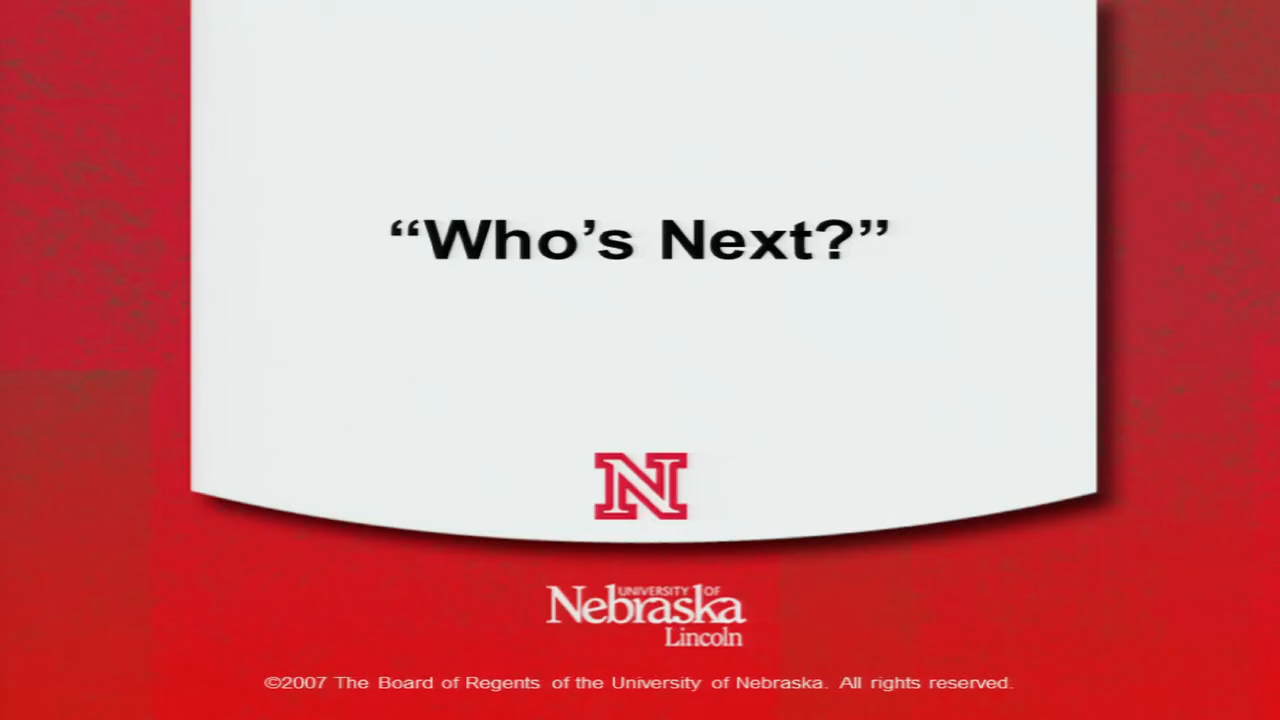 “Who’s Next?”
N
UNIVERSITY OF
Nebraska
Lincoln
©2007 The Board of Regents of the University of Nebraska. All rights reserved.